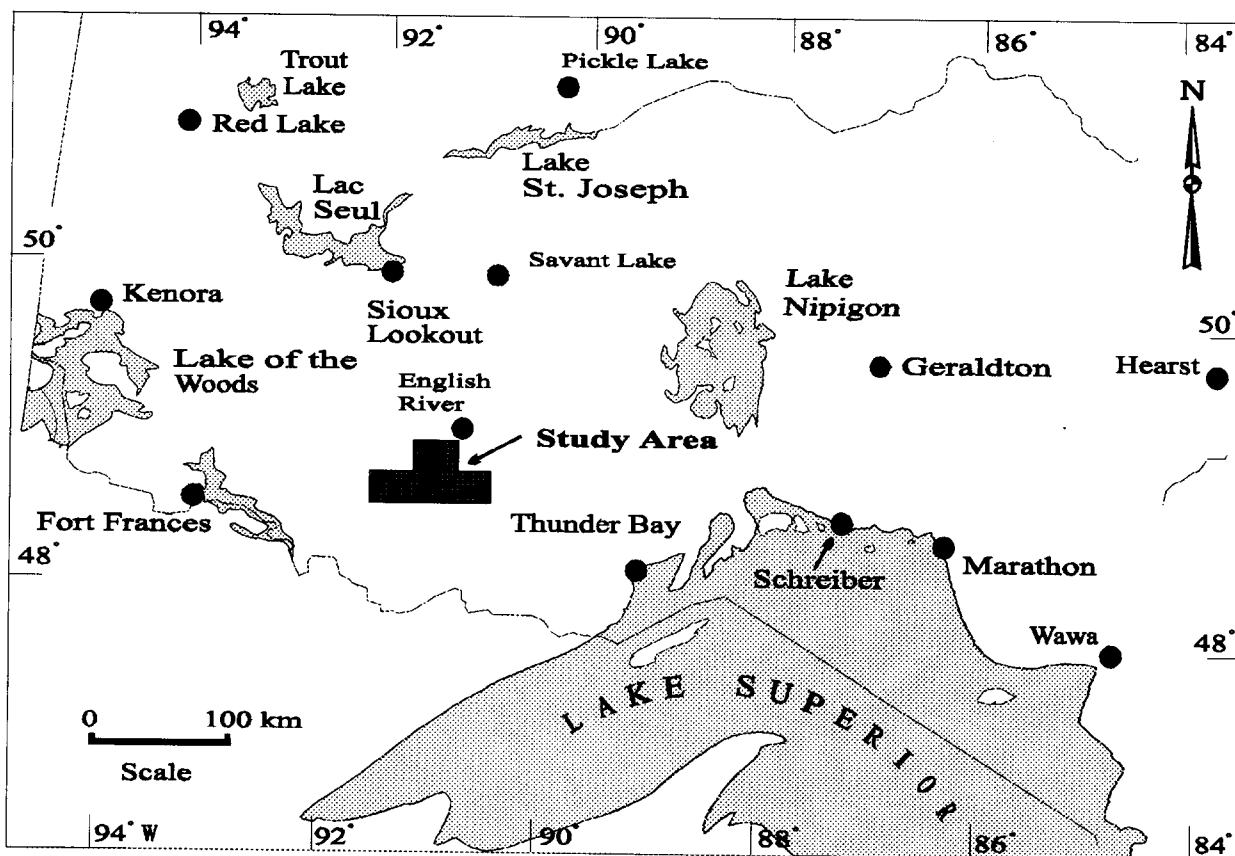 94°
92°
90°
88°
86°
84°
Trout
Lake
Pickle Lake
N
Red Lake
Lake
St. Joseph
Lac
Seul
50°
Savant Lake
Lake
Nipigon
Kenora
Sioux
Lookout
50°
Lake of the
Woods
Geraldton
Hearst
English
River
Study Area
Fort Frances
Thunder Bay
48°
Schreiber
Marathon
Wawa
48°
LAKE SUPERIOR
0 100 km
Scale
94° W
92°
90°
88°
86°
84°